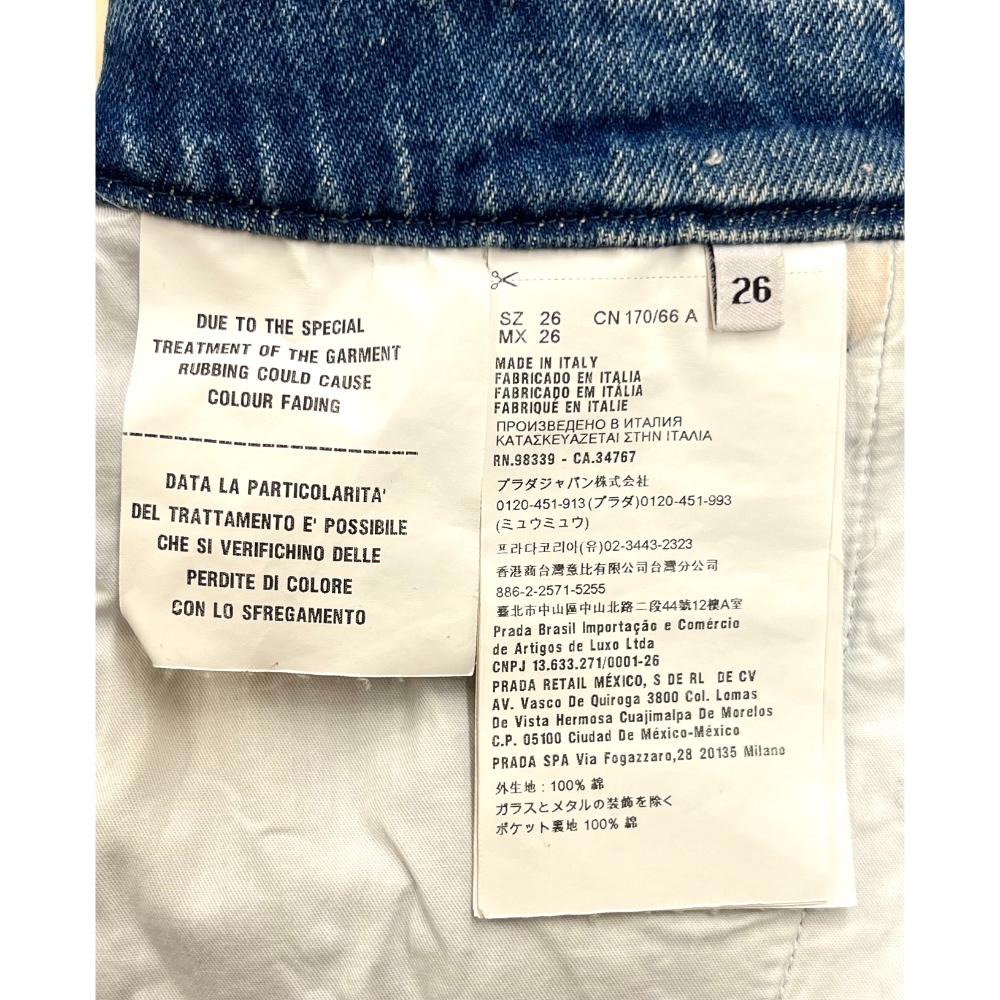 DUE TO THE SPECIAL
TREATMENT OF THE GARMENT
RUBBING COULD CAUSE
COLOUR FADING
DATA LA PARTICOLARITA'
DEL TRATTAMENTO E' POSSIBILE
CHE SI VERIFICHINO DELLE
PERDITE DI COLORE
CON LO SFREGAMENTO
26
SZ 26 CN 170/66 A
MX 26
MADE IN ITALY
FABRICADO EN ITALIA
FABRICADO EM ITÁLIA
FABRIQUÉ EN ITALIE
ПРОИЗВЕДЕНО В ИТАЛИЯ
ΚΑΤΑΣΚΕΥΑΖΕΤΑΙ ΣΤΗΝ ΙΤΑΛΙΑ
RN.98339 - CA.34767
プラダジャパン株式会社
0120-451-913(プラダ)0120-451-993
(ミュウミュウ)
프라다코리아(유)02-3443-2323
香港商台灣意比有限公司台灣分公司
886-2-2571-5255
臺北市中山區中山北路二段44號12樓A室
Prada Brasil Importação e Comércio
de Artigos de Luxo Ltda
CNPJ 13.633.271/0001-26
PRADA RETAIL MÉXICO, S DE RL DE CV
AV. Vasco De Quiroga 3800 Col. Lomas
De Vista Hermosa Cuajimalpa De Morelos
C.P. 05100 Ciudad De México-México
PRADA SPA Via Fogazzaro,28 20135 Milano
外生地 : 100% 綿
ガラスとメタルの装飾を除く
ポケット裏地 100% 綿